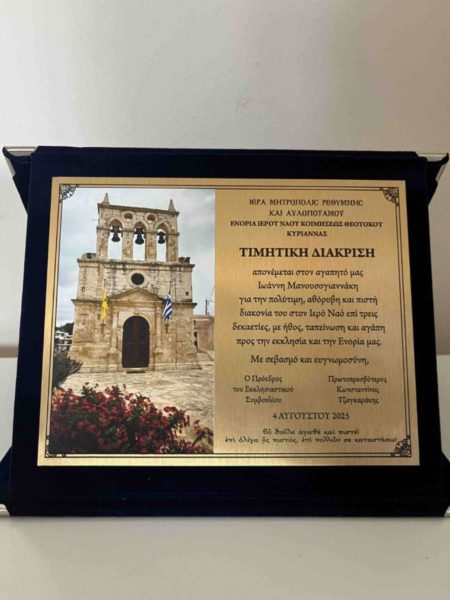 ΙΕΡΑ ΜΗΤΡΟΠΟΛΙΣ ΡΕΘΥΜΝΗΣ
ΚΑΙ ΑΥΛΟΠΟΤΑΜΟΥ
ΕΝΟΡΙΑ ΙΕΡΟΥ ΝΑΟΥ ΚΟΙΜΗΣΕΩΣ ΘΕΟΤΟΚΟΥ
ΚΥΡΙΑΝΝΑΣ
ΤΙΜΗΤΙΚΗ ΔΙΑΚΡΙΣΗ
απονέμεται στον αγαπητό μας
Ιωάννη Μανουσογιαννάκη
για την πολύτιμη, αθόρυβη και πιστή
διακονία του στον Ιερό Ναό επί τρεις
δεκαετίες, με ήθος, ταπείνωση και αγάπη
προς την εκκλησία και την Ενορία μας.
Με σεβασμό και ευγνωμοσύνη,
Ο Πρόεδρος
του Εκκλησιαστικού
Συμβουλίου
Πρωτοπρεσβύτερος
Κωνσταντίνος
Τζαγκαράκης
4 ΑΥΓΟΥΣΤΟΥ 2025
Εὖ δοῦλε ἀγαθὲ καὶ πιστέ!
ἐπὶ ὀλίγα ἦς πιστός, ἐπὶ πολλῶν σε καταστήσω!